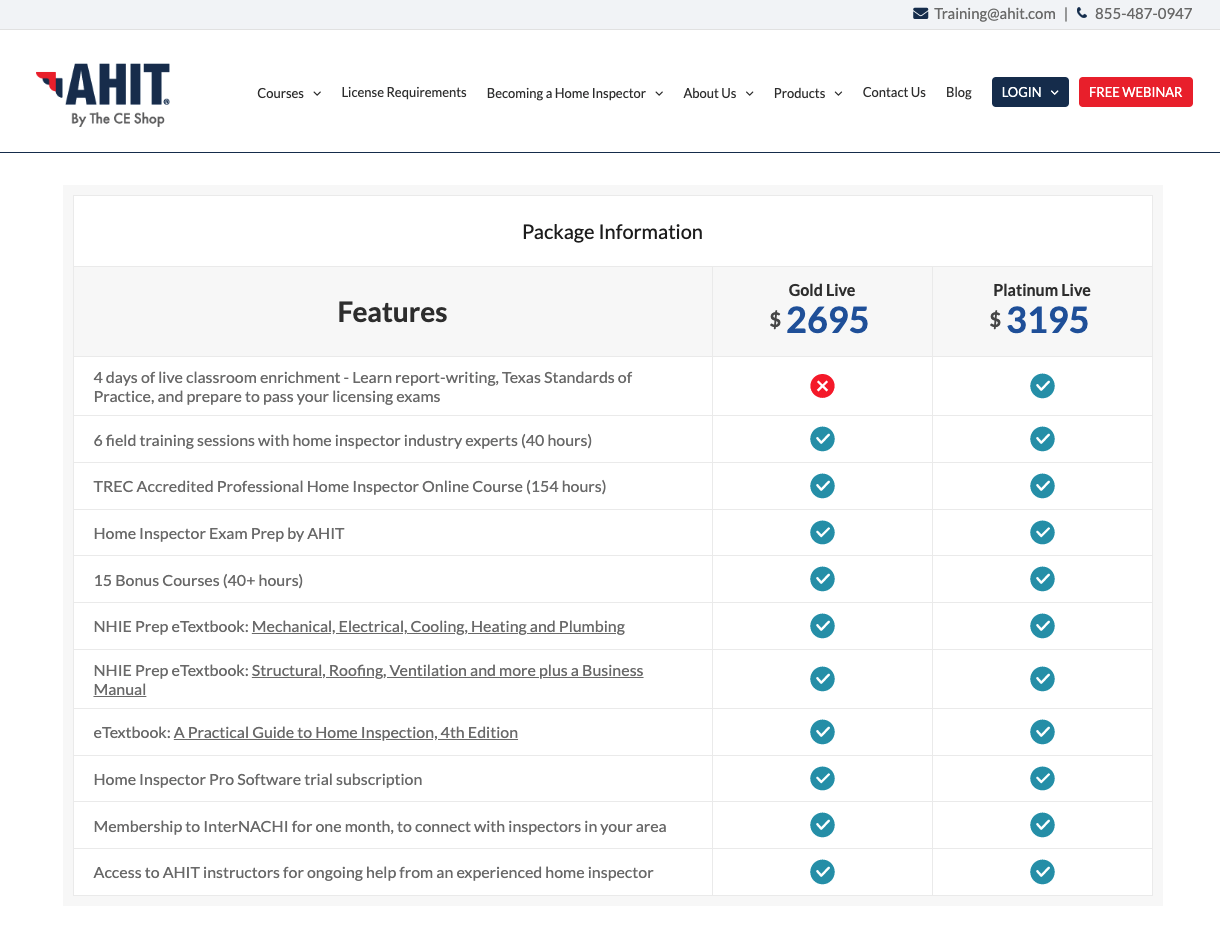 Training@ahit.com | 855-487-0947
AHIT®
By The CE Shop
Courses License Requirements Becoming a Home Inspector About Us Products Contact Us Blog LOGIN FREE WEBINAR
Package Information
Features
Gold Live
$ 2695
Platinum Live
$ 3195
4 days of live classroom enrichment - Learn report-writing, Texas Standards of
Practice, and prepare to pass your licensing exams
6 field training sessions with home inspector industry experts (40 hours)
TREC Accredited Professional Home Inspector Online Course (154 hours)
Home Inspector Exam Prep by AHIT
15 Bonus Courses (40+ hours)
NHIE Prep eTextbook: Mechanical, Electrical, Cooling, Heating and Plumbing
NHIE Prep eTextbook: Structural, Roofing, Ventilation and more plus a Business
Manual
eTextbook: A Practical Guide to Home Inspection, 4th Edition
Home Inspector Pro Software trial subscription
Membership to InterNACHI for one month, to connect with inspectors in your area
Access to AHIT instructors for ongoing help from an experienced home inspector